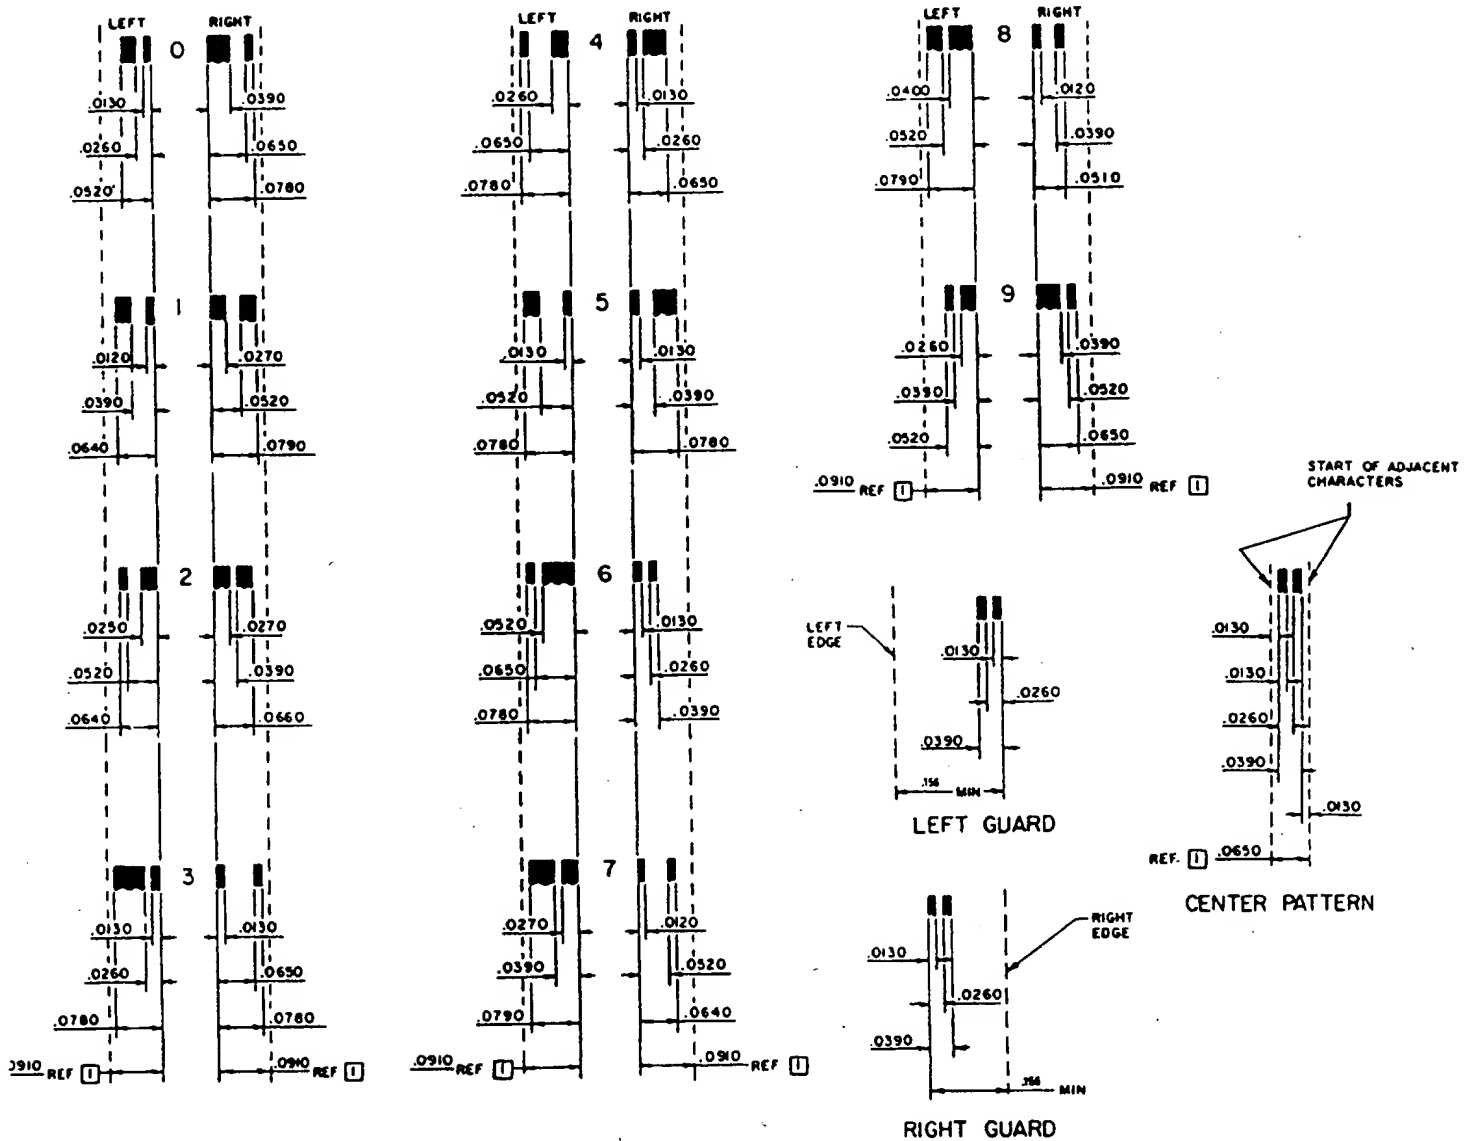 LEFT RIGHT
0
.0130 .0390
.0260 .0650
.0520 .0780
1
.0120 .0270
.0390 .0520
.0640 .0790
2
.0250 .0270
.0520 .0390
.0640 .0660
3
.0130 .0130
.0260 .0650
.0780 .0780
.0910 REF 1 .0910 REF 1
LEFT RIGHT
4
.0260 .0130
.0650 .0260
.0780 .0650
5
.0130 .0130
.0520 .0390
.0780 .0780
6
.0520 .0130
.0650 .0260
.0780 .0390
7
.0270 .0120
.0390 .0520
.0790 .0640
.0910 REF 1 .0910 REF 1
LEFT RIGHT
8
.0400 .0120
.0520 .0390
.0790 .0510
9
.0260 .0390
.0390 .0520
.0520 .0650
.0910 REF 1 .0910 REF 1
LEFT
EDGE
.0130
.0260
.0390
.156 MIN
LEFT GUARD
RIGHT
EDGE
.0130
.0260
.0390
.156 MIN
RIGHT GUARD
START OF ADJACENT
CHARACTERS
.0130
.0130
.0260
.0390
.0130
REF. 1 .0650
CENTER PATTERN